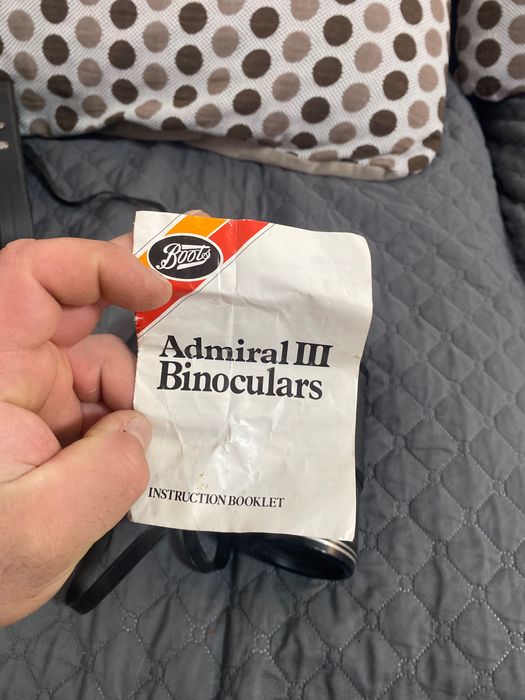 Boots
Admiral III
Binoculars
INSTRUCTION BOOKLET